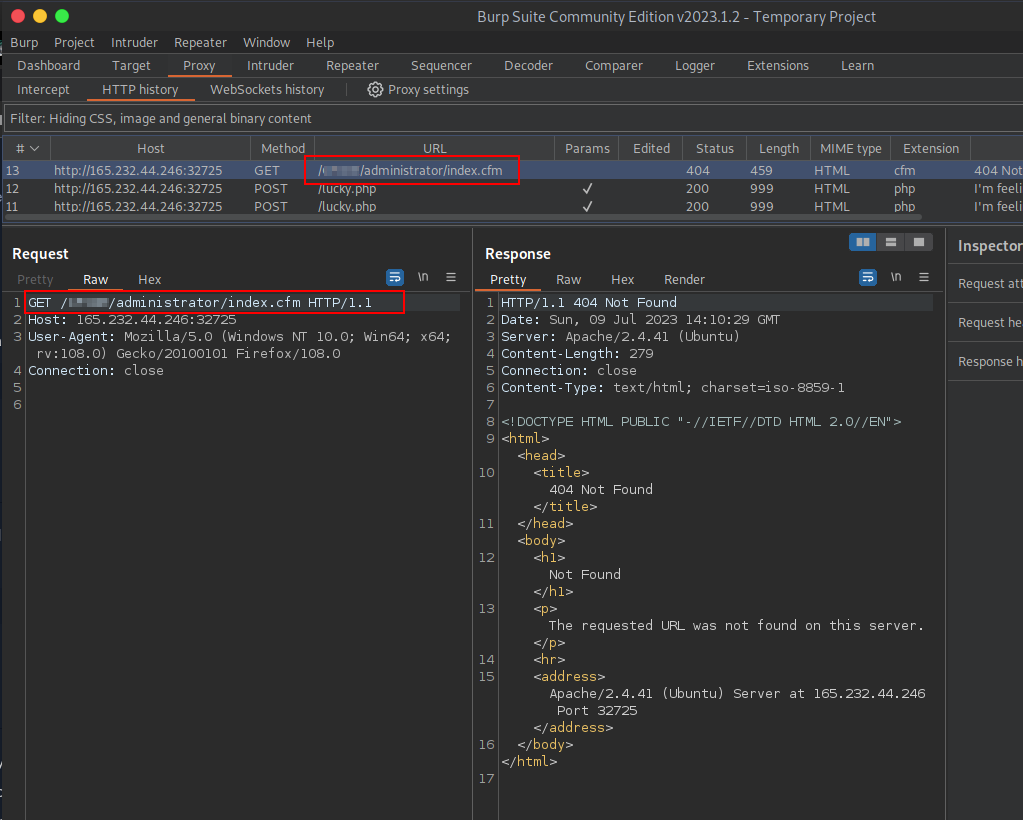 Burp Suite Community Edition v2023.1.2 - Temporary Project
Burp Project Intruder Repeater Window Help
Dashboard Target Proxy Intruder Repeater Sequencer Decoder Comparer Logger Extensions Learn
Intercept HTTP history WebSockets history Proxy settings
Filter: Hiding CSS, image and general binary content
# Host Method URL Params Edited Status Length MIME type Extension
13 http://165.232.44.246:32725 GET / /administrator/index.cfm 404 459 HTML cfm 404 Not
12 http://165.232.44.246:32725 POST /lucky.php ✓ 200 999 HTML php I'm feeli
11 http://165.232.44.246:32725 POST /lucky.php ✓ 200 999 HTML php I'm feeli
Request
Pretty Raw Hex \n
1 GET / /administrator/index.cfm HTTP/1.1
2 Host: 165.232.44.246:32725
3 User-Agent: Mozilla/5.0 (Windows NT 10.0; Win64; x64;
rv:108.0) Gecko/20100101 Firefox/108.0
4 Connection: close
5
6
Response
Pretty Raw Hex Render \n
1 HTTP/1.1 404 Not Found
2 Date: Sun, 09 Jul 2023 14:10:29 GMT
3 Server: Apache/2.4.41 (Ubuntu)
4 Content-Length: 279
5 Connection: close
6 Content-Type: text/html; charset=iso-8859-1
7
8 <!DOCTYPE HTML PUBLIC "-//IETF//DTD HTML 2.0//EN">
9 <html>
<head>
10 <title>
404 Not Found
</title>
11 </head>
<body>
12 <h1>
Not Found
</h1>
13 <p>
The requested URL was not found on this server.
</p>
14 <hr>
15 <address>
Apache/2.4.41 (Ubuntu) Server at 165.232.44.246
Port 32725
</address>
16 </body>
</html>
17
Inspector
Request att
Request hea
Response h